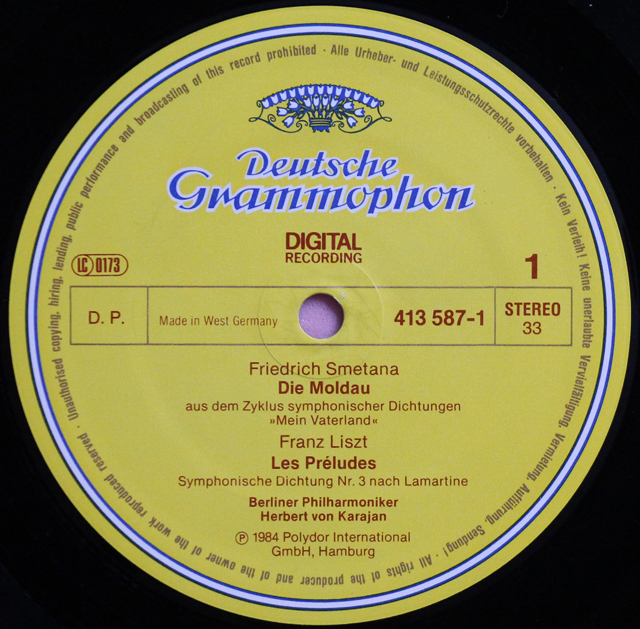 Deutsche
Grammophon
DIGITAL
RECORDING
LC 0173
1
D. P.
Made in West Germany
413 587-1
STEREO
33
Friedrich Smetana
Die Moldau
aus dem Zyklus symphonischer Dichtungen
»Mein Vaterland«
Franz Liszt
Les Préludes
Symphonische Dichtung Nr. 3 nach Lamartine
Berliner Philharmoniker
Herbert von Karajan
Ⓟ 1984 Polydor International
GmbH, Hamburg
Alle Urheber- und Leistungsschutzrechte vorbehalten · Kein Verleih! Keine unerlaubte Vervielfältigung, Vermietung, Aufführung, Sendung! · All rights of the producer and of the owner of the work reproduced reserved · Unauthorised copying, hiring, lending, public performance and broadcasting of this record prohibited ·